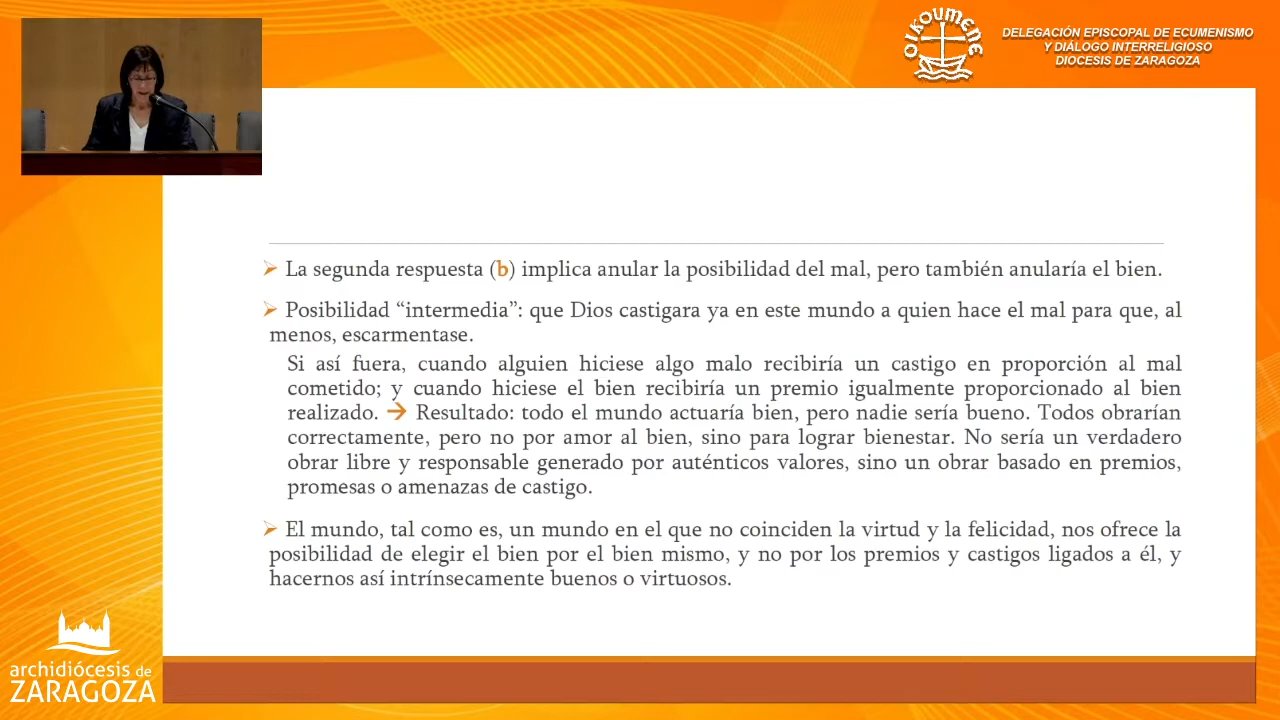 OIKOUMENE
DELEGACIÓN EPISCOPAL DE ECUMENISMO
Y DIÁLOGO INTERRELIGIOSO
DIOCESIS DE ZARAGOZA
➢ La segunda respuesta (b) implica anular la posibilidad del mal, pero también anularía el bien.
➢ Posibilidad “intermedia”: que Dios castigara ya en este mundo a quien hace el mal para que, al
menos, escarmentase.
Si así fuera, cuando alguien hiciese algo malo recibiría un castigo en proporción al mal
cometido; y cuando hiciese el bien recibiría un premio igualmente proporcionado al bien
realizado. → Resultado: todo el mundo actuaría bien, pero nadie sería bueno. Todos obrarían
correctamente, pero no por amor al bien, sino para lograr bienestar. No sería un verdadero
obrar libre y responsable generado por auténticos valores, sino un obrar basado en premios,
promesas o amenazas de castigo.
➢ El mundo, tal como es, un mundo en el que no coinciden la virtud y la felicidad, nos ofrece la
posibilidad de elegir el bien por el bien mismo, y no por los premios y castigos ligados a él, y
hacernos así intrínsecamente buenos o virtuosos.
archidiócesis de
ZARAGOZA